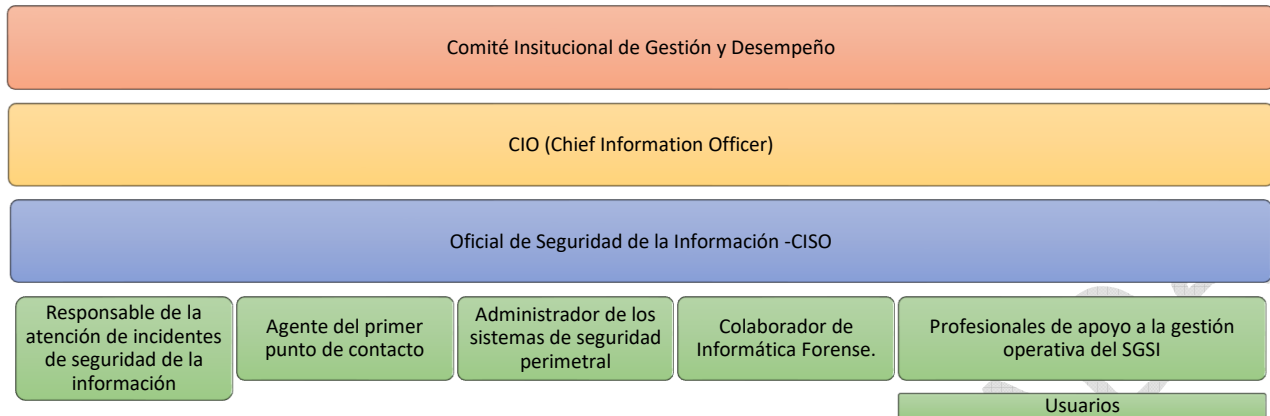 Comité Insitucional de Gestión y Desempeño
CIO (Chief Information Officer)
Oficial de Seguridad de la Información -CISO
Responsable de la
atención de incidentes
de seguridad de la
información
Agente del primer
punto de contacto
Administrador de los
sistemas de seguridad
perimetral
Colaborador de
Informática Forense.
Profesionales de apoyo a la gestión
operativa del SGSI
Usuarios